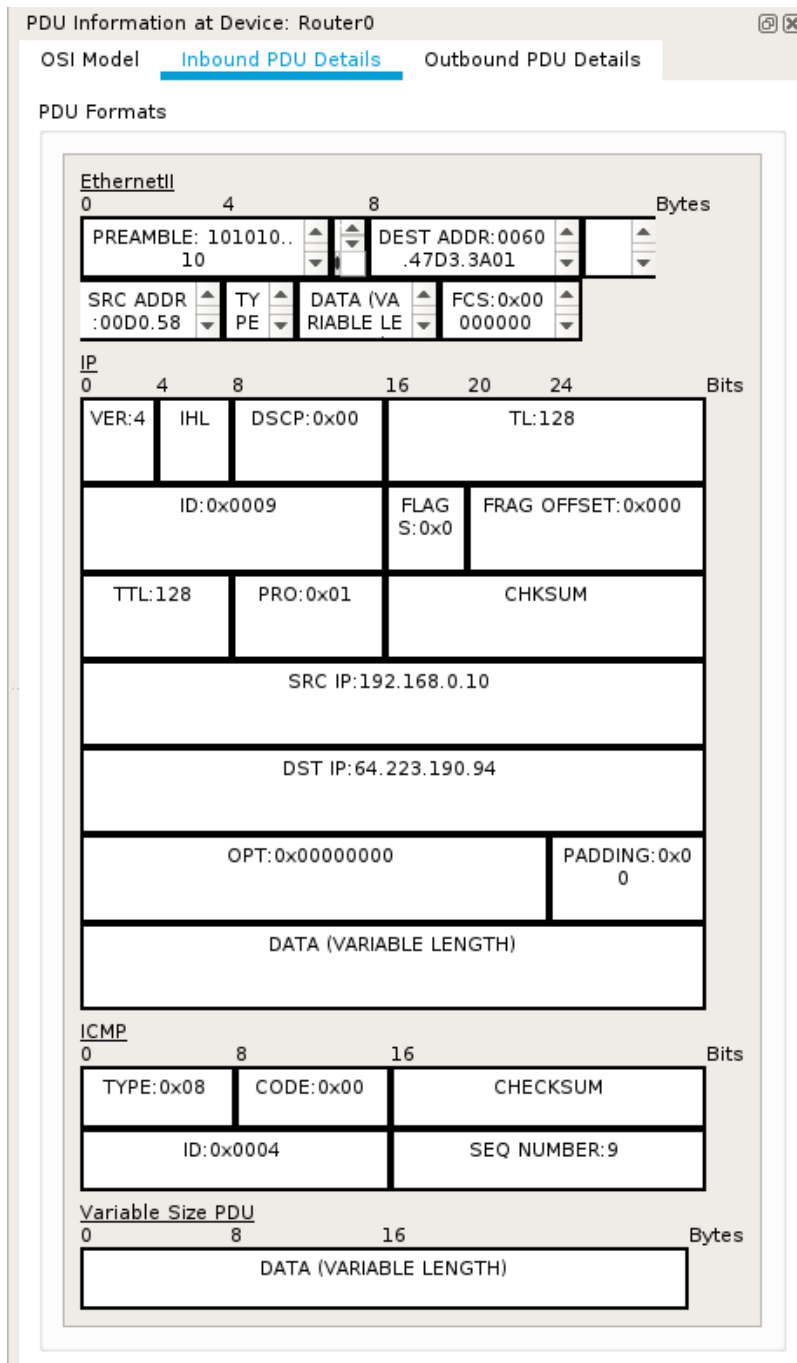 PDU Information at Device: Router0
OSI Model Inbound PDU Details Outbound PDU Details
PDU Formats
EthernetII
0 4 8 Bytes
PREAMBLE: 101010.. DEST ADDR:0060
10 .47D3.3A01
SRC ADDR TY DATA (VA FCS:0x00
:00D0.58 PE RIABLE LE 000000
IP
0 4 8 16 20 24 Bits
VER:4 IHL DSCP:0x00 TL:128
ID:0x0009 FLAG FRAG OFFSET:0x000
S:0x0
TTL:128 PRO:0x01 CHKSUM
SRC IP:192.168.0.10
DST IP:64.223.190.94
OPT:0x00000000 PADDING:0x0
0
DATA (VARIABLE LENGTH)
ICMP
0 8 16 Bits
TYPE:0x08 CODE:0x00 CHECKSUM
ID:0x0004 SEQ NUMBER:9
Variable Size PDU
0 8 16 Bytes
DATA (VARIABLE LENGTH)